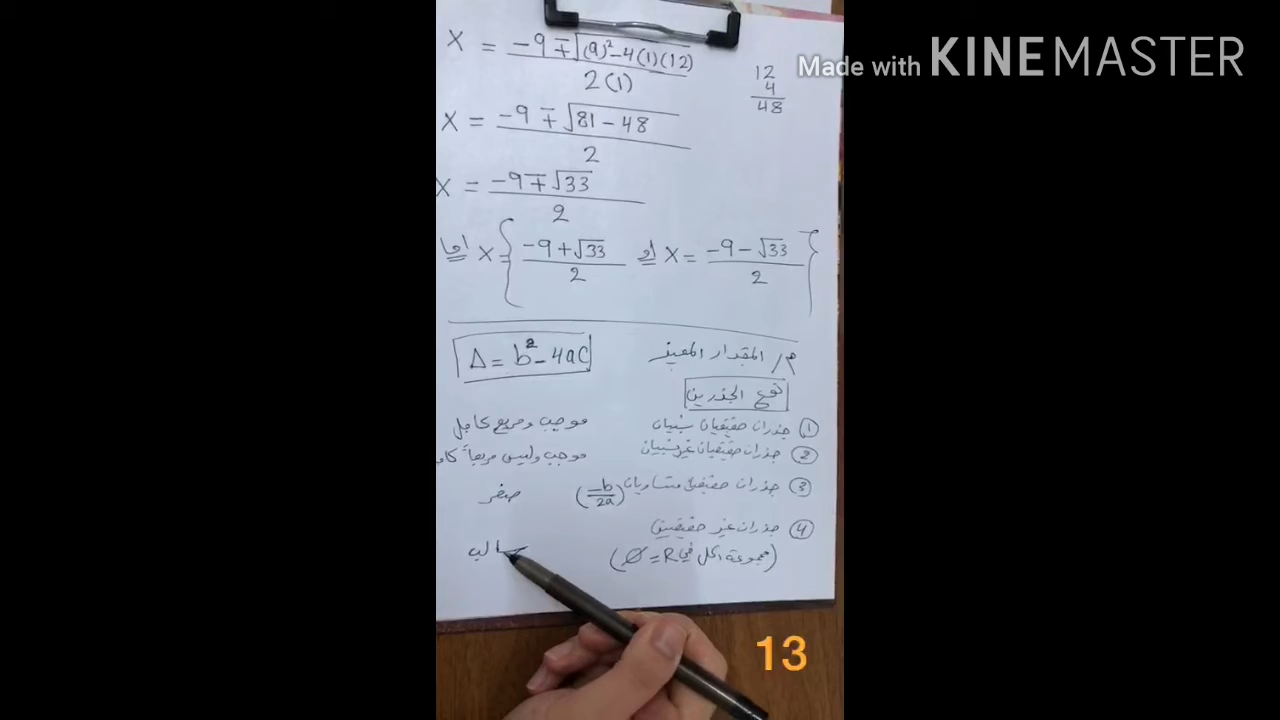 Made with KINEMASTER
X = -9 ∓ √(9)² - 4(1)(12) / 2(1)
12
4
48
X = -9 ∓ √81 - 48 / 2
X = -9 ∓ √33 / 2
اما X = { -9 + √33 / 2 او X = -9 - √33 / 2 }
م/ المقدار المميز Δ = b² - 4ac
نوع الجذرين
① جذران حقيقيان نسبيان موجب ومربع كامل
② جذران حقيقيان غير نسبيان موجب وليس مربعاً كا
③ جذران حقيقيان متساويان (-b/2a) صفر
④ جذران غير حقيقيين
(مجموعة الحل في R = Ø) سالب
13